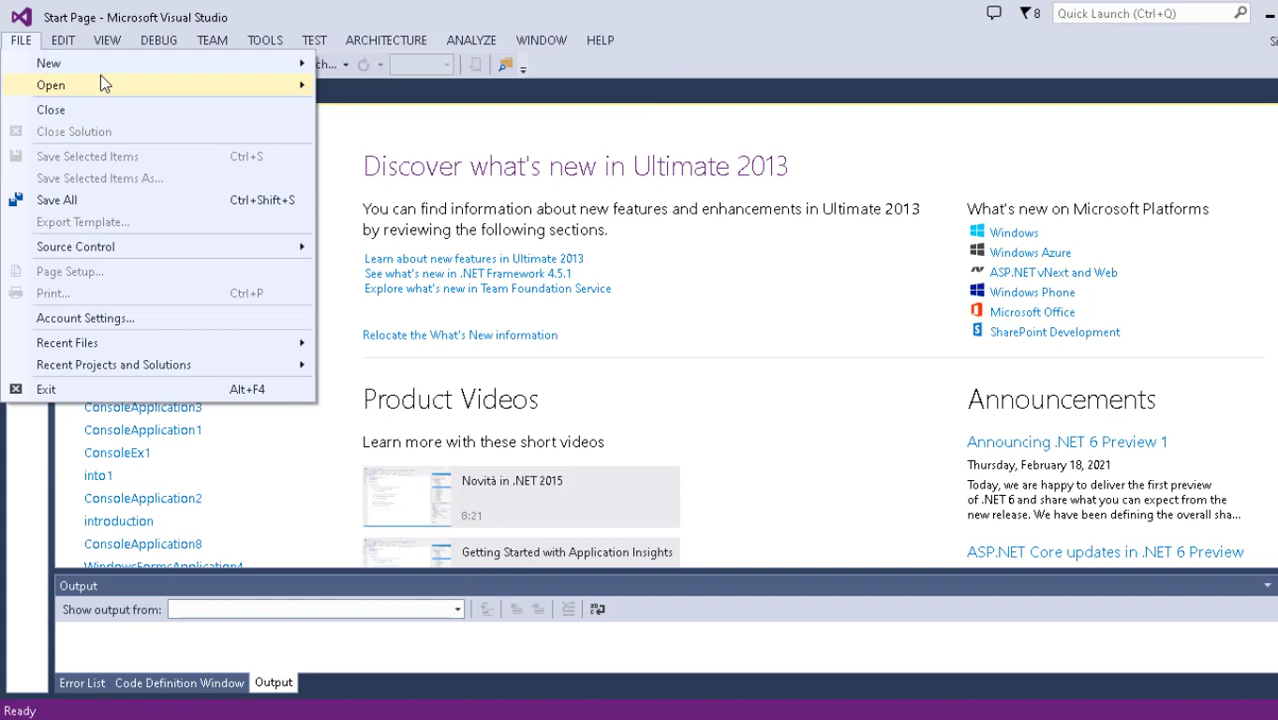 Start Page - Microsoft Visual Studio
8
Quick Launch (Ctrl+Q)
FILE EDIT VIEW DEBUG TEAM TOOLS TEST ARCHITECTURE ANALYZE WINDOW HELP
New
Open
Close
Close Solution
Save Selected Items Ctrl+S
Save Selected Items As...
Save All Ctrl+Shift+S
Export Template...
Source Control
Page Setup...
Print... Ctrl+P
Account Settings...
Recent Files
Recent Projects and Solutions
Exit Alt+F4
ConsoleApplication3
ConsoleApplication1
ConsoleEx1
into1
ConsoleApplication2
introduction
ConsoleApplication8
WindowsFormsApplication4
Discover what's new in Ultimate 2013
You can find information about new features and enhancements in Ultimate 2013
by reviewing the following sections.
Learn about new features in Ultimate 2013
See what's new in .NET Framework 4.5.1
Explore what's new in Team Foundation Service
Relocate the What's New information
What's new on Microsoft Platforms
Windows
Windows Azure
ASP.NET vNext and Web
Windows Phone
Microsoft Office
SharePoint Development
Product Videos
Learn more with these short videos
Novità in .NET 2015
8:21
Getting Started with Application Insights
Announcements
Announcing .NET 6 Preview 1
Thursday, February 18, 2021
Today, we are happy to deliver the first preview
of .NET 6 and share what you can expect from the
new release. We have been defining the overall sha...
ASP.NET Core updates in .NET 6 Preview
Output
Show output from:
Error List Code Definition Window Output
Ready